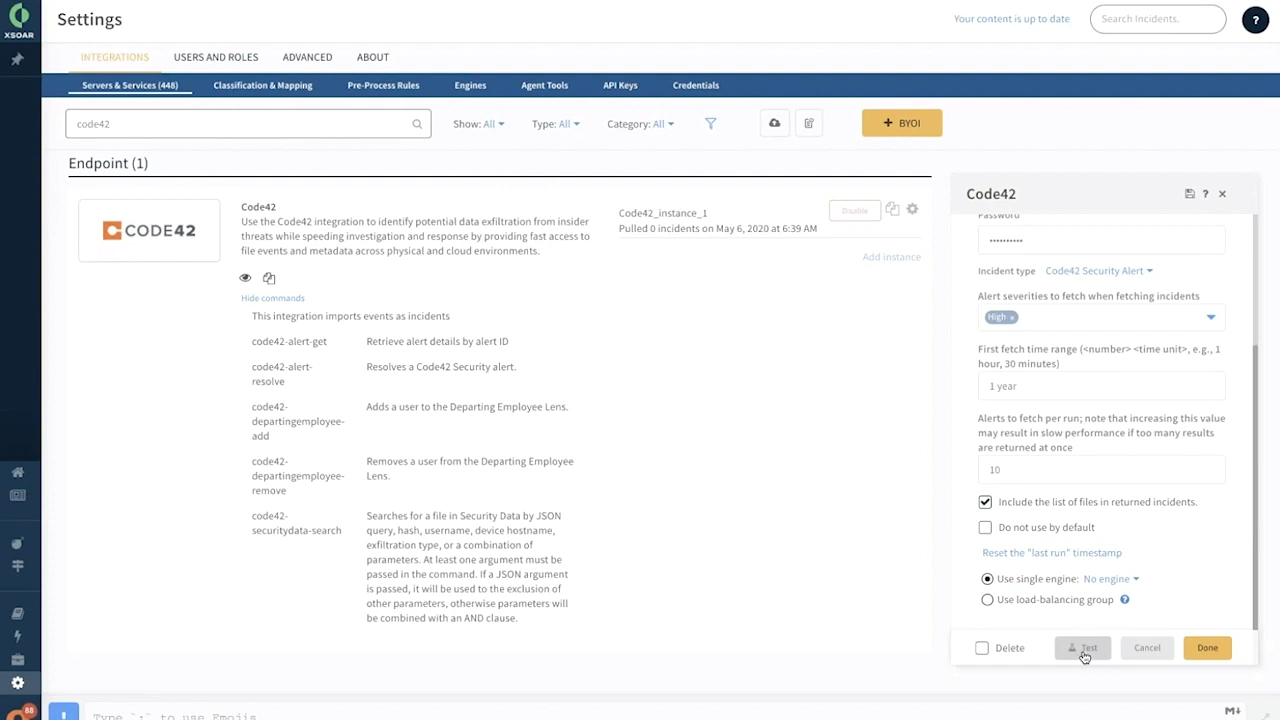 XSOAR
Settings
Your content is up to date
Search Incidents.
?
INTEGRATIONS
USERS AND ROLES
ADVANCED
ABOUT
Servers & Services (448)
Classification & Mapping
Pre-Process Rules
Engines
Agent Tools
API Keys
Credentials
code42
Show: All
Type: All
Category: All
+ BYOI
Endpoint (1)
CODE42
Code42
Use the Code42 integration to identify potential data exfiltration from insider
threats while speeding investigation and response by providing fast access to
file events and metadata across physical and cloud environments.
Hide commands
This integration imports events as incidents
code42-alert-get
Retrieve alert details by alert ID
code42-alert-
resolve
Resolves a Code42 Security alert.
code42-
departingemployee-
add
Adds a user to the Departing Employee Lens.
code42-
departingemployee-
remove
Removes a user from the Departing Employee
Lens.
code42-
securitydata-search
Searches for a file in Security Data by JSON
query, hash, username, device hostname,
exfiltration type, or a combination of
parameters. At least one argument must be
passed in the command. If a JSON argument
is passed, it will be used to the exclusion of
other parameters, otherwise parameters will
be combined with an AND clause.
Code42_instance_1
Pulled 0 incidents on May 6, 2020 at 6:39 AM
Disable
Add instance
Code42
? ×
Password
••••••••••
Incident type Code42 Security Alert
Alert severities to fetch when fetching incidents
High ×
First fetch time range (<number> <time unit>, e.g., 1
hour, 30 minutes)
1 year
Alerts to fetch per run; note that increasing this value
may result in slow performance if too many results
are returned at once
10
Include the list of files in returned incidents.
Do not use by default
Reset the "last run" timestamp
Use single engine: No engine
Use load-balancing group ?
Delete
Test
Cancel
Done
88
!
Type `:` to use Emojis
M↓